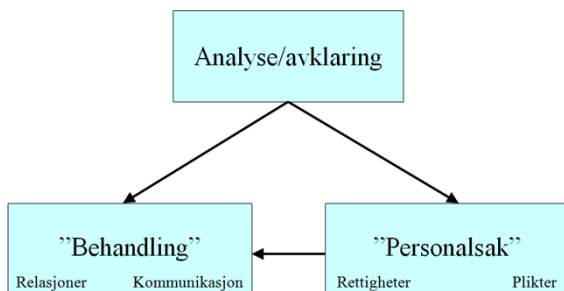 Analyse/avklaring
”Behandling”
Relasjoner Kommunikasjon
”Personalsak”
Rettigheter Plikter